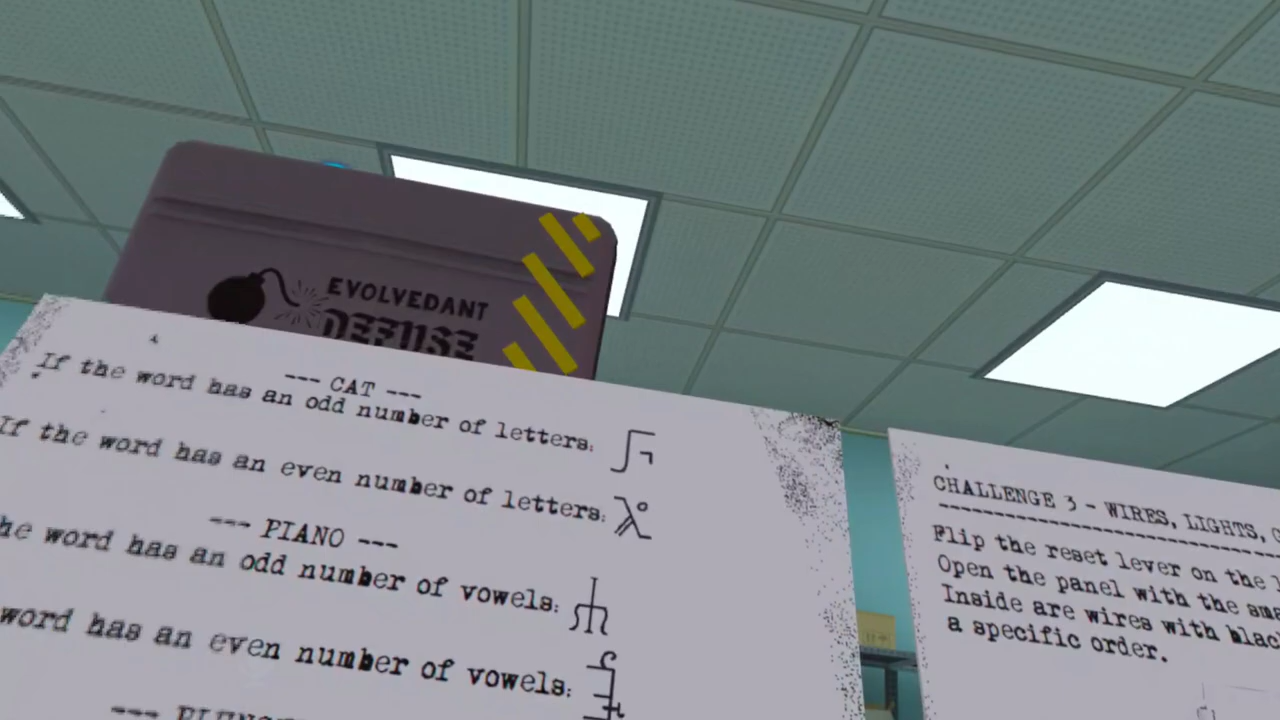 EVOLVEDANT
DEFUSE
--- CAT ---
If the word has an odd number of letters:
If the word has an even number of letters:
--- PIANO ---
he word has an odd number of vowels:
word has an even number of vowels:
CHALLENGE 3 - WIRES, LIGHTS,
Flip the reset lever on the
Open the panel with the
Inside are wires with
a specific order.